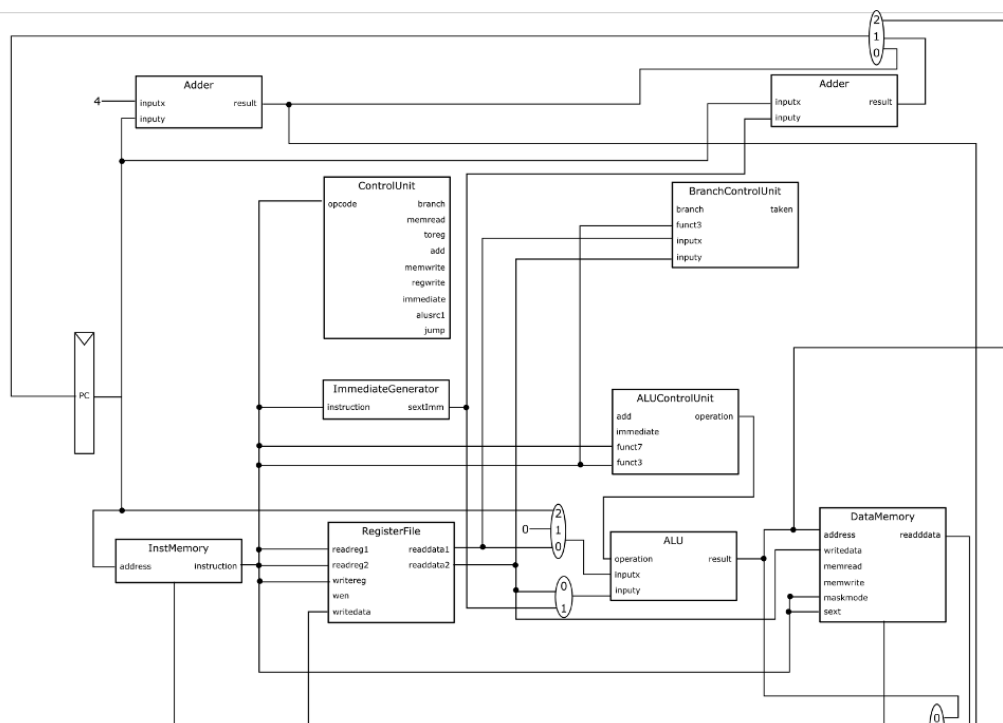 2
1
0
Adder
4
inputx
result
inputy
Adder
inputx
result
inputy
ControlUnit
opcode
branch
memread
toreg
add
memwrite
regwrite
immediate
alusrc1
jump
BranchControlUnit
branch
taken
funct3
inputx
inputy
PC
ImmediateGenerator
instruction
sextImm
ALUControlUnit
add
operation
immediate
funct7
funct3
InstMemory
address
instruction
RegisterFile
readreg1
readdata1
readreg2
readdata2
writereg
wen
writedata
2
0
1
0
0
1
ALU
operation
result
inputx
inputy
DataMemory
address
readddata
writedata
memread
memwrite
maskmode
sext
0